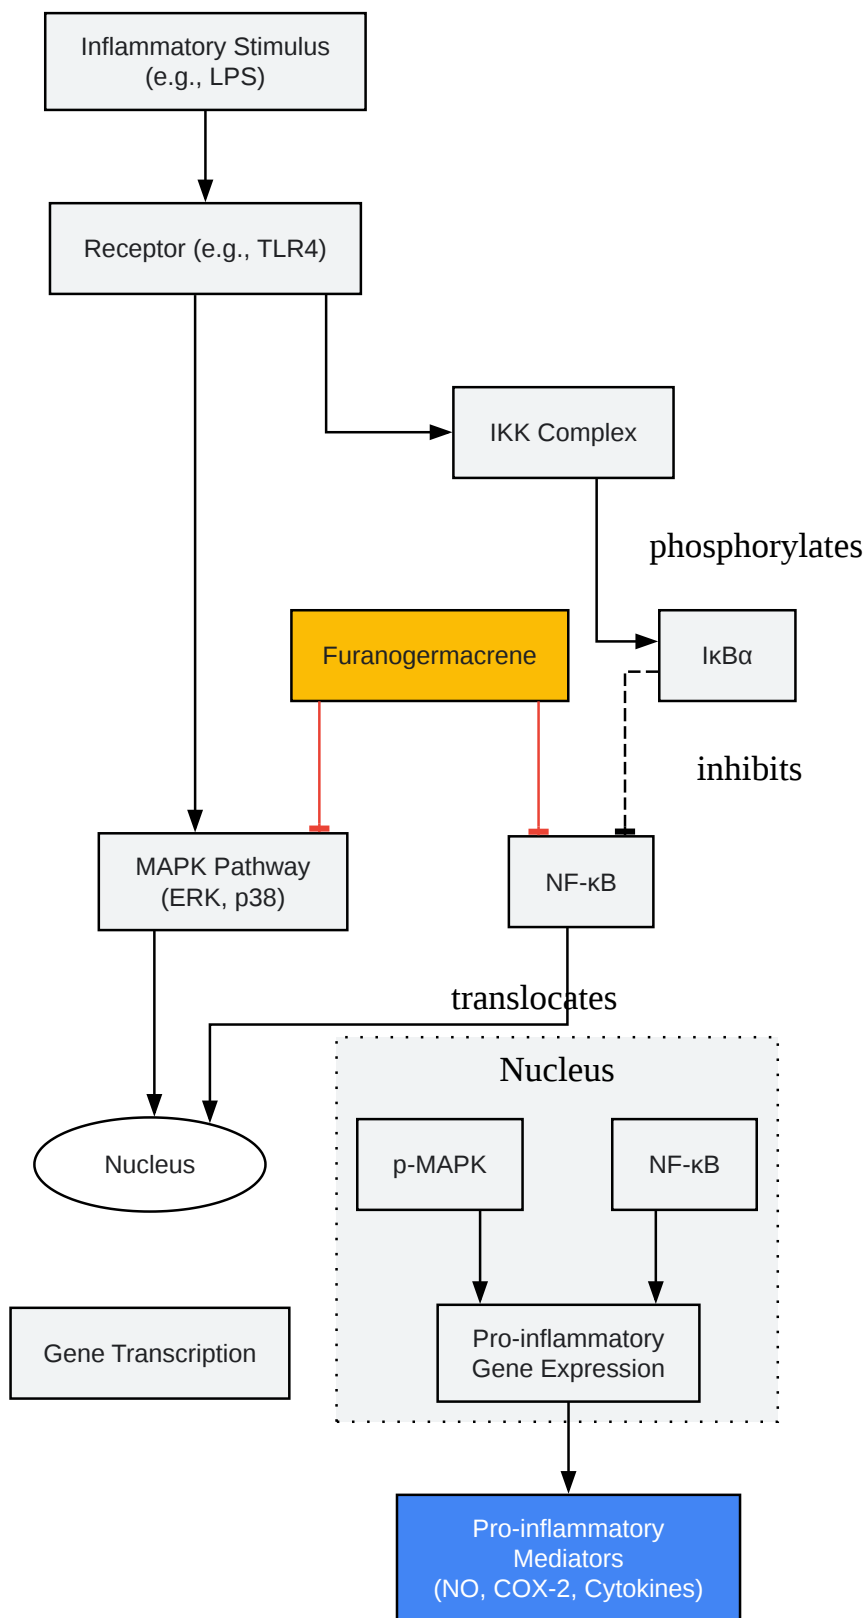 Inflammatory Stimulus
(e.g., LPS)
Receptor (e.g., TLR4)
IKK Complex
phosphorylates
Furanogermacrene
IκBα
inhibits
MAPK Pathway
(ERK, p38)
NF-κB
translocates
Nucleus
p-MAPK
NF-κB
Nucleus
Pro-inflammatory
Gene Expression
Gene Transcription
Pro-inflammatory
Mediators
(NO, COX-2, Cytokines)